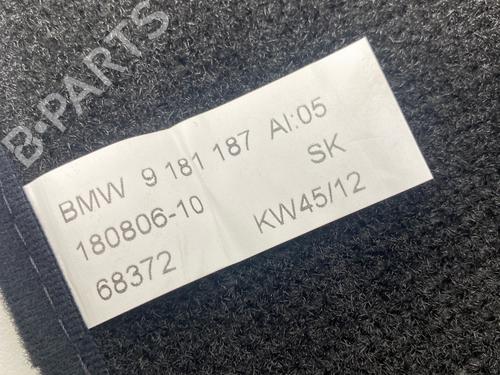 B-PARTS
BMW 9 181 187 AI:05
180806-10 SK
68372 KW45/12